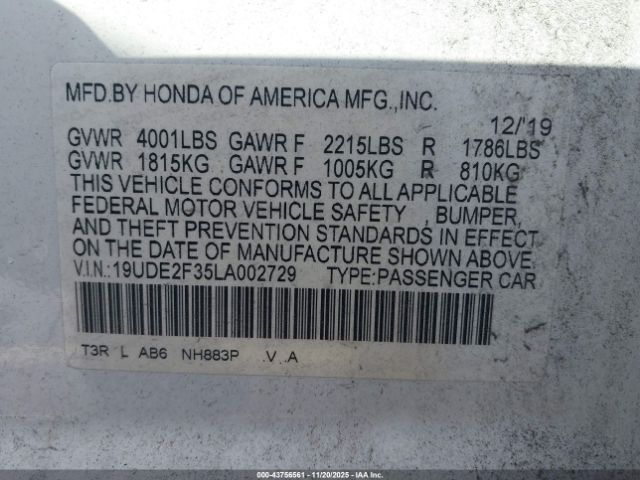 MFD.BY HONDA OF AMERICA MFG.,INC.
12/'19
GVWR 4001LBS GAWR F 2215LBS R 1786LBS
GVWR 1815KG GAWR F 1005KG R 810KG
THIS VEHICLE CONFORMS TO ALL APPLICABLE
FEDERAL MOTOR VEHICLE SAFETY , BUMPER,
AND THEFT PREVENTION STANDARDS IN EFFECT
ON THE DATE OF MANUFACTURE SHOWN ABOVE.
V.I.N.:19UDE2F35LA002729 TYPE:PASSENGER CAR
T3R L AB6 NH883P .V .A
000-43756561 - 11/20/2025 - IAA Inc.